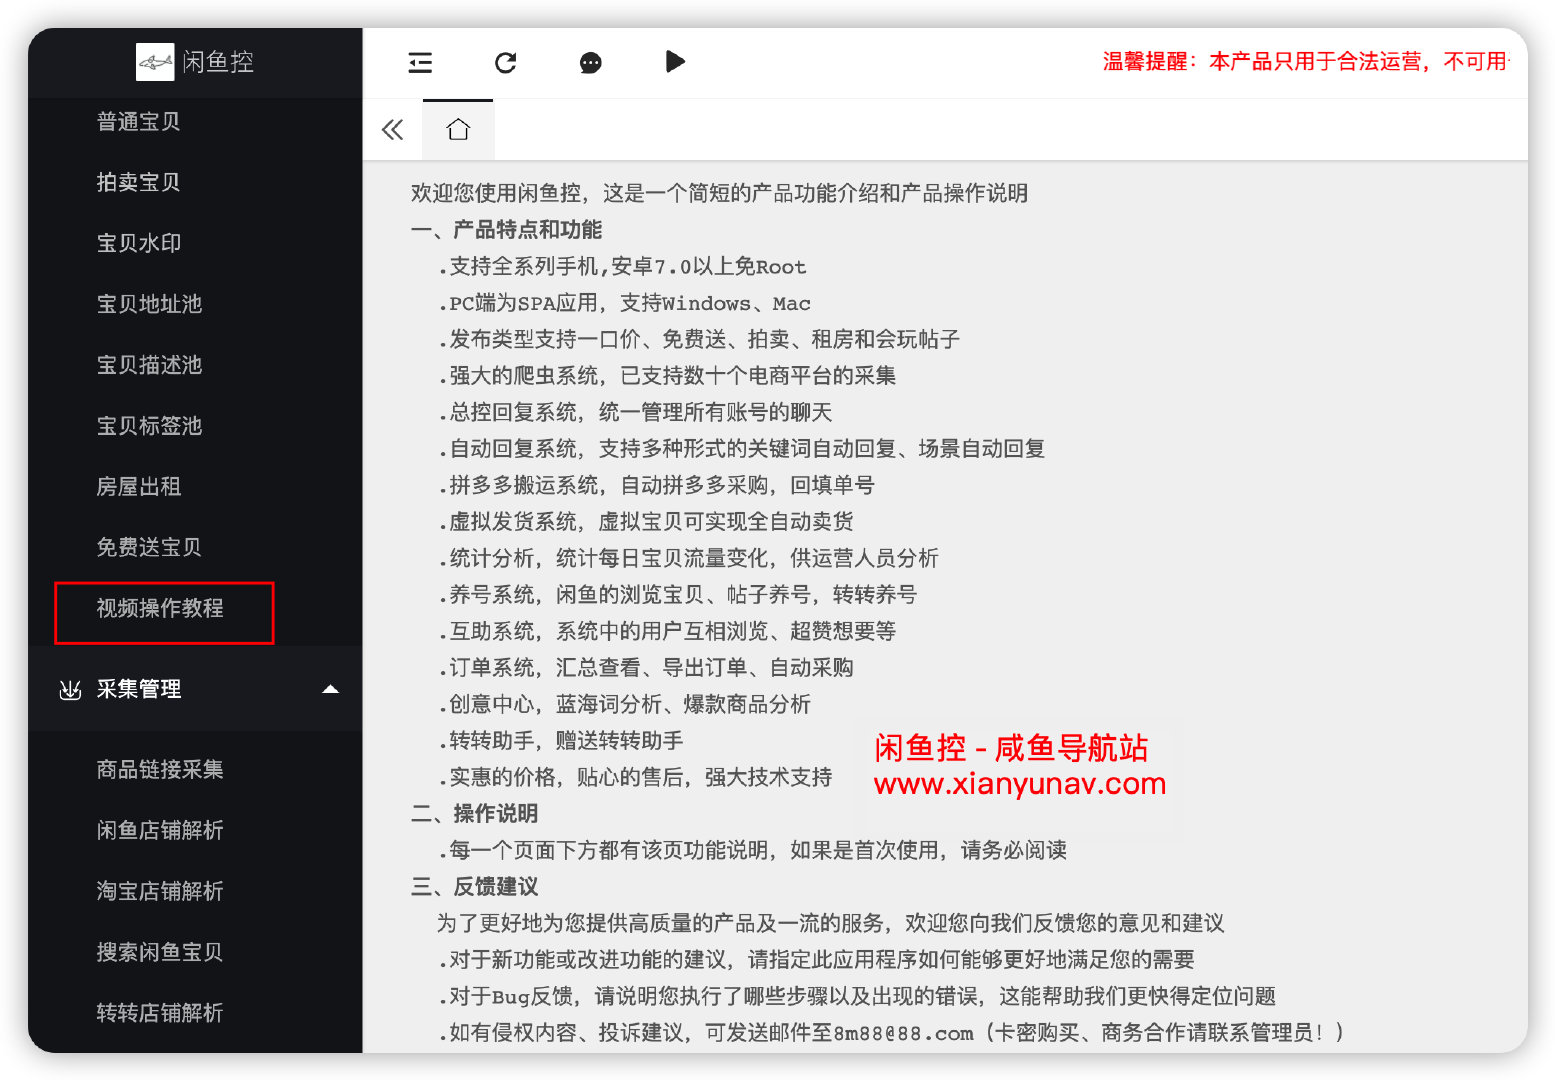 闲鱼控
普通宝贝
拍卖宝贝
宝贝水印
宝贝地址池
宝贝描述池
宝贝标签池
房屋出租
免费送宝贝
视频操作教程
采集管理
商品链接采集
闲鱼店铺解析
淘宝店铺解析
搜索闲鱼宝贝
转转店铺解析
温馨提醒：本产品只用于合法运营，不可用
欢迎您使用闲鱼控，这是一个简短的产品功能介绍和产品操作说明
一、产品特点和功能
.支持全系列手机,安卓7.0以上免Root
.PC端为SPA应用，支持Windows、Mac
.发布类型支持一口价、免费送、拍卖、租房和会玩帖子
.强大的爬虫系统，已支持数十个电商平台的采集
.总控回复系统，统一管理所有账号的聊天
.自动回复系统，支持多种形式的关键词自动回复、场景自动回复
.拼多多搬运系统，自动拼多多采购，回填单号
.虚拟发货系统，虚拟宝贝可实现全自动卖货
.统计分析，统计每日宝贝流量变化，供运营人员分析
.养号系统，闲鱼的浏览宝贝、帖子养号，转转养号
.互助系统，系统中的用户互相浏览、超赞想要等
.订单系统，汇总查看、导出订单、自动采购
.创意中心，蓝海词分析、爆款商品分析
.转转助手，赠送转转助手
.实惠的价格，贴心的售后，强大技术支持
闲鱼控 - 咸鱼导航站
www.xianyunav.com
二、操作说明
.每一个页面下方都有该页功能说明，如果是首次使用，请务必阅读
三、反馈建议
为了更好地为您提供高质量的产品及一流的服务，欢迎您向我们反馈您的意见和建议
.对于新功能或改进功能的建议，请指定此应用程序如何能够更好地满足您的需要
.对于Bug反馈，请说明您执行了哪些步骤以及出现的错误，这能帮助我们更快得定位问题
.如有侵权内容、投诉建议，可发送邮件至8m88@88.com（卡密购买、商务合作请联系管理员！）